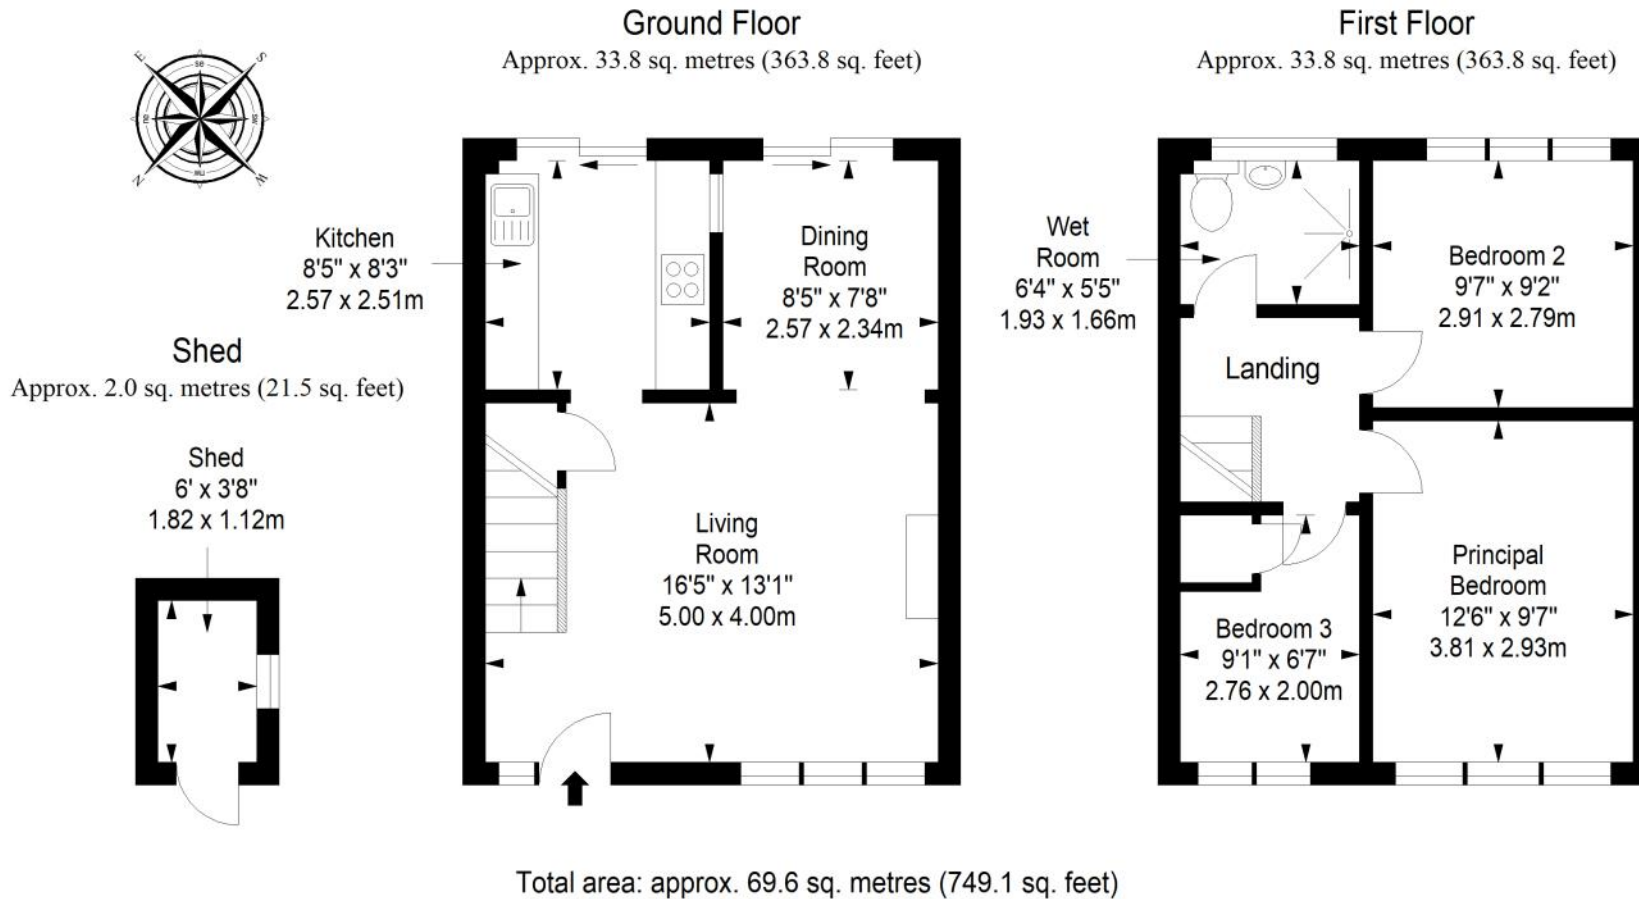 Ground Floor
Approx. 33.8 sq. metres (363.8 sq. feet)
First Floor
Approx. 33.8 sq. metres (363.8 sq. feet)
E
S
se
ne
sw
nw
N
W
Kitchen
8'5" x 8'3"
2.57 x 2.51m
Dining
Room
8'5" x 7'8"
2.57 x 2.34m
Wet
Room
6'4" x 5'5"
1.93 x 1.66m
Bedroom 2
9'7" x 9'2"
2.91 x 2.79m
Landing
Shed
Approx. 2.0 sq. metres (21.5 sq. feet)
Shed
6' x 3'8"
1.82 x 1.12m
Living
Room
16'5" x 13'1"
5.00 x 4.00m
Principal
Bedroom
12'6" x 9'7"
3.81 x 2.93m
Bedroom 3
9'1" x 6'7"
2.76 x 2.00m
Total area: approx. 69.6 sq. metres (749.1 sq. feet)